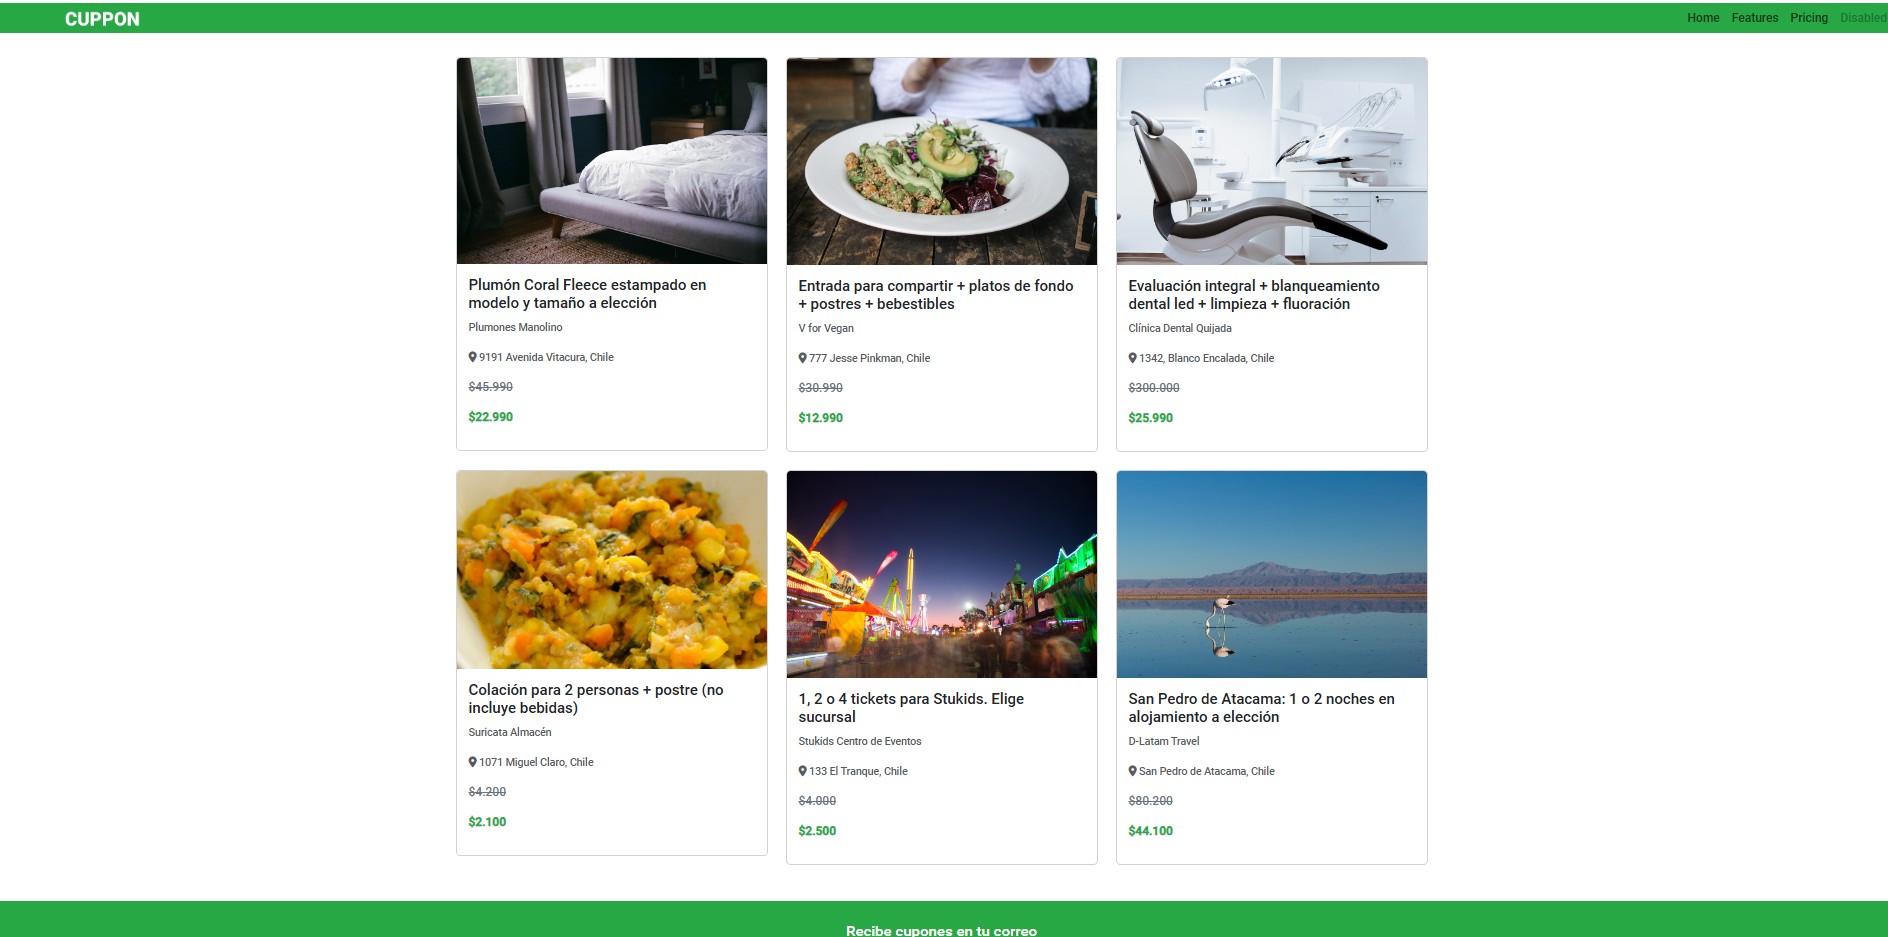 CUPPON
Home Features Pricing Disabled
Plumón Coral Fleece estampado en
modelo y tamaño a elección
Plumones Manolino
9191 Avenida Vitacura, Chile
$45.990
$22.990
Entrada para compartir + platos de fondo
+ postres + bebestibles
V for Vegan
777 Jesse Pinkman, Chile
$30.990
$12.990
Evaluación integral + blanqueamiento
dental led + limpieza + fluoración
Clínica Dental Quijada
1342, Blanco Encalada, Chile
$300.000
$25.990
Colación para 2 personas + postre (no
incluye bebidas)
Suricata Almacén
1071 Miguel Claro, Chile
$4.200
$2.100
1, 2 o 4 tickets para Stukids. Elige
sucursal
Stukids Centro de Eventos
133 El Tranque, Chile
$4.000
$2.500
San Pedro de Atacama: 1 o 2 noches en
alojamiento a elección
D-Latam Travel
San Pedro de Atacama, Chile
$80.200
$44.100
Recibe cupones en tu correo